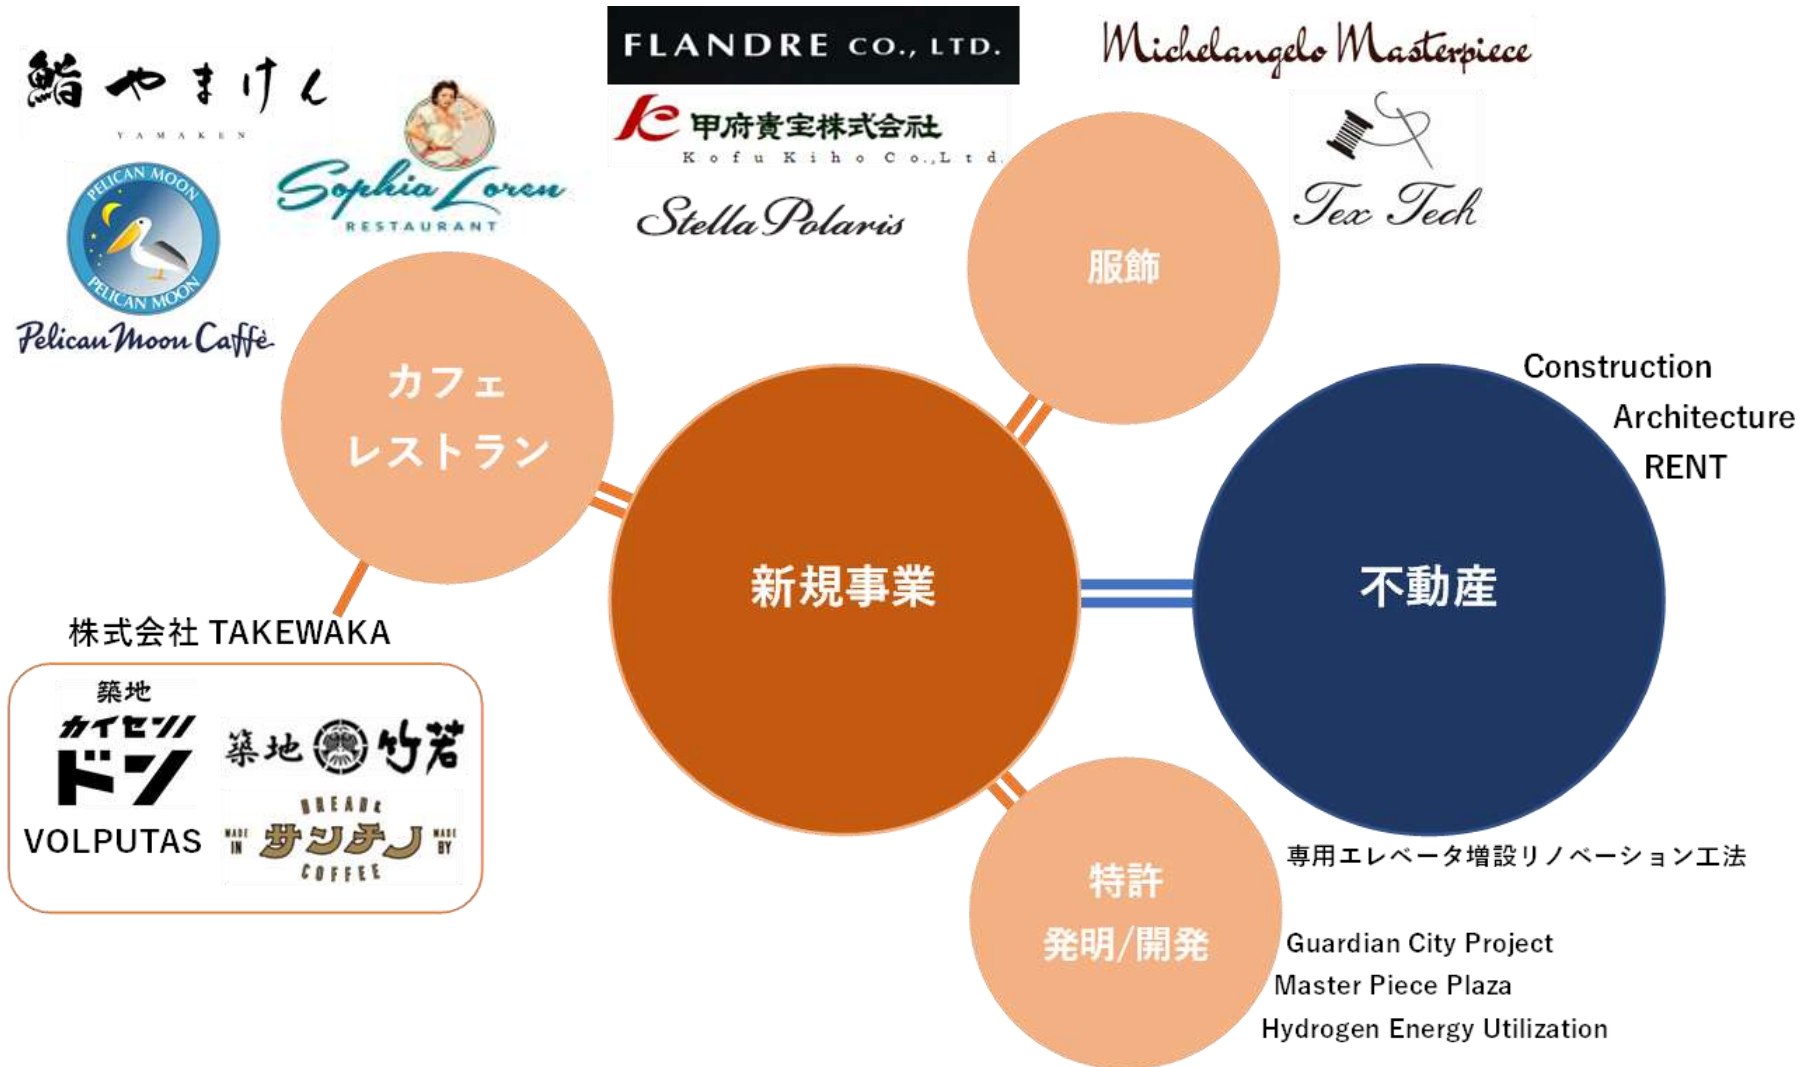 鮨 やまけん
YAMAKEN
Sophia Loren
RESTAURANT
PELICAN MOON
PELICAN MOON
Pelican Moon Caffè
FLANDRE CO., LTD.
甲府貴宝株式会社
Kofu Kiho Co.,Ltd.
Stella Polaris
Michelangelo Masterpiece
Tex Tech
服飾
カフェ
レストラン
新規事業
不動産
Construction
Architecture
RENT
株式会社 TAKEWAKA
築地
カイセン
ドン
VOLPUTAS
築地 竹若
BREAD &
MADE IN サンチノ MADE BY
COFFEE
特許
発明/開発
専用エレベータ増設リノベーション工法
Guardian City Project
Master Piece Plaza
Hydrogen Energy Utilization